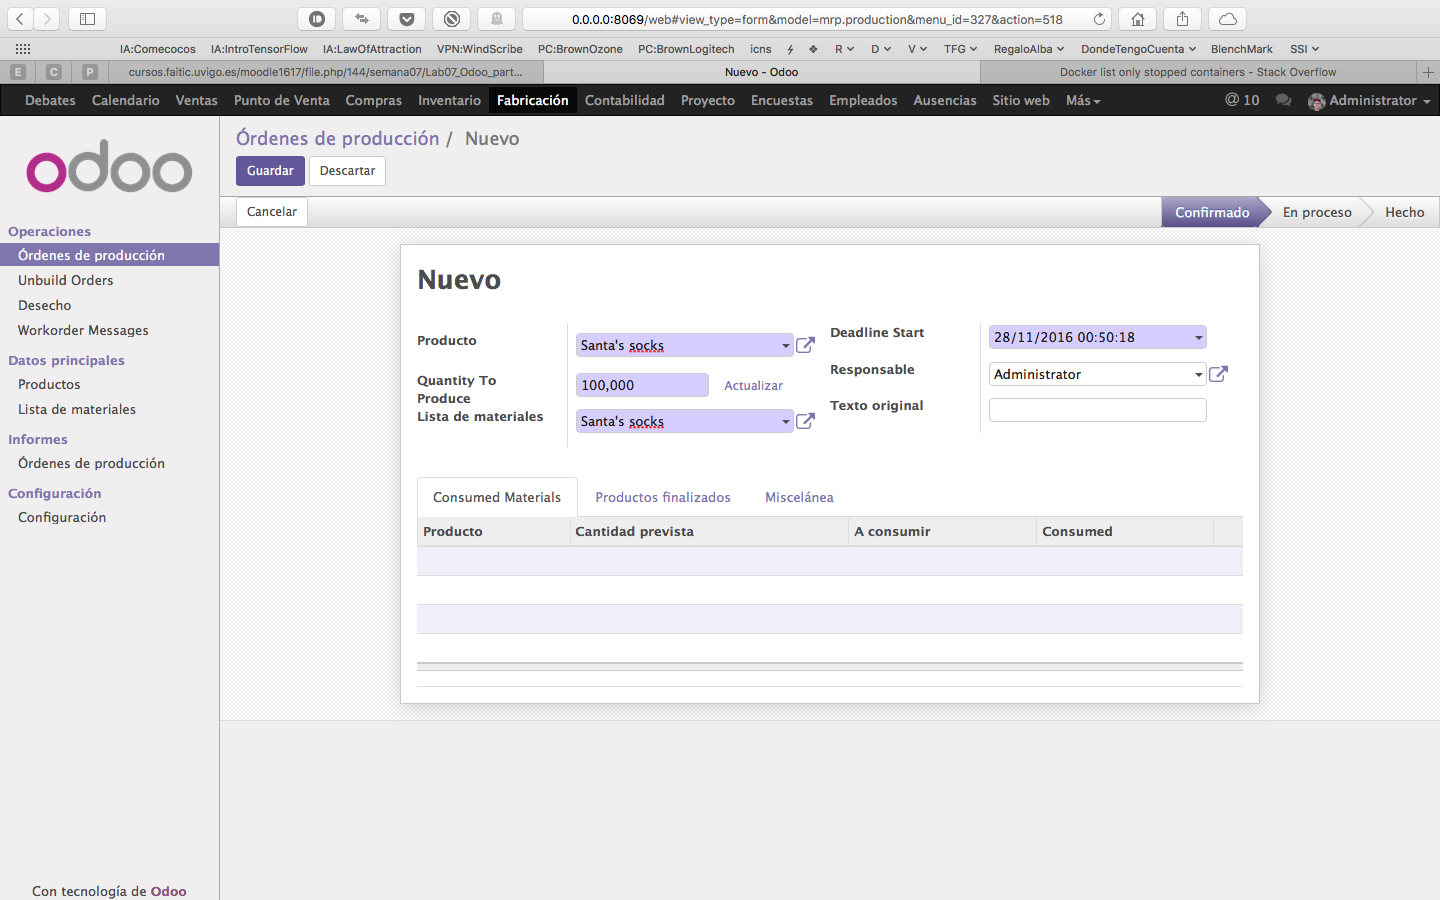 0.0.0.0:8069/web#view_type=form&model=mrp.production&menu_id=327&action=518
IA:Comecocos IA:IntroTensorFlow IA:LawOfAttraction VPN:WindScribe PC:BrownOzone PC:BrownLogitech icns R D V TFG RegaloAlba DondeTengoCuenta BlenchMark SSI
E C P cursos.faitic.uvigo.es/moodle1617/file.php/144/semana07/Lab07_Odoo_part... Nuevo - Odoo Docker list only stopped containers - Stack Overflow
Debates Calendario Ventas Punto de Venta Compras Inventario Fabricación Contabilidad Proyecto Encuestas Empleados Ausencias Sitio web Más @ 10 Administrator
odoo
Operaciones
Órdenes de producción
Unbuild Orders
Desecho
Workorder Messages
Datos principales
Productos
Lista de materiales
Informes
Órdenes de producción
Configuración
Configuración
Con tecnología de Odoo
Órdenes de producción / Nuevo
Guardar Descartar
Cancelar Confirmado En proceso Hecho
Nuevo
Producto Santa's socks
Quantity To Produce 100,000 Actualizar
Lista de materiales Santa's socks
Deadline Start 28/11/2016 00:50:18
Responsable Administrator
Texto original
Consumed Materials Productos finalizados Miscelánea
Producto Cantidad prevista A consumir Consumed